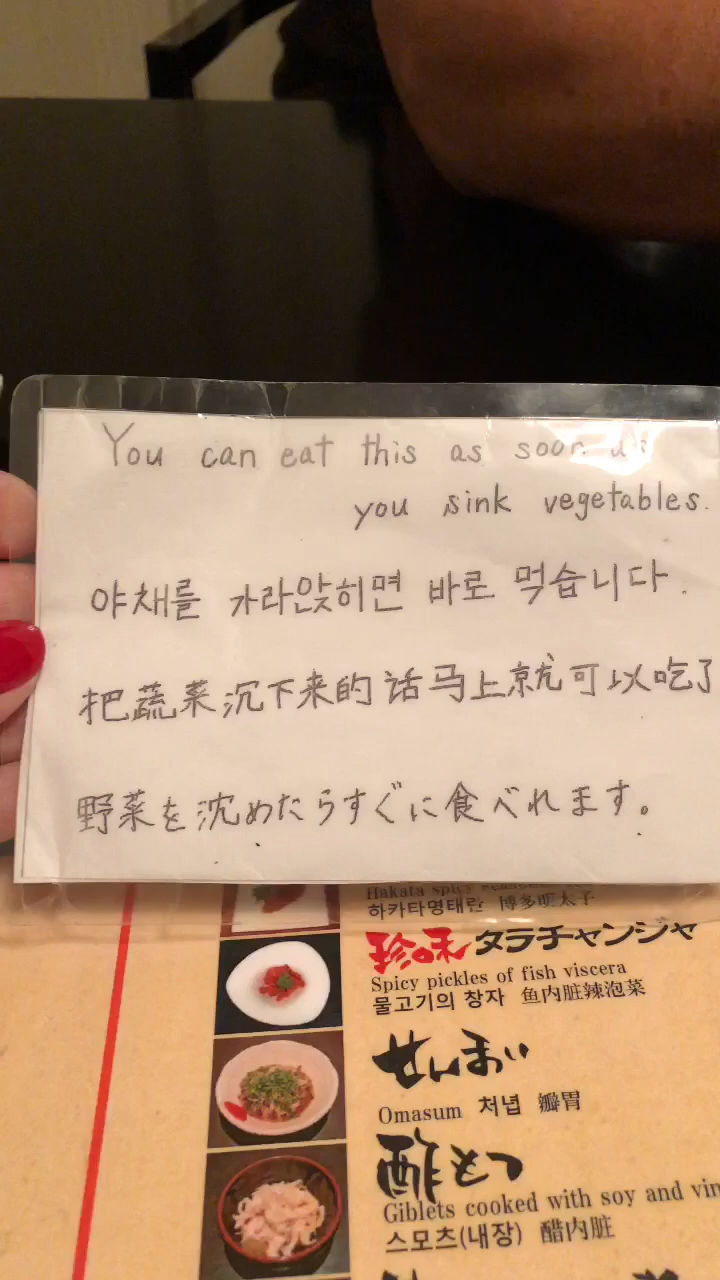 You can eat this as soon as
you sink vegetables.
야채를 가라앉히면 바로 먹습니다.
把蔬菜沉下来的话马上就可以吃了
野菜を沈めたらすぐに食べれます。
Hakata spicy
하카타명태란 博多明太子
珍味 タラチャンジャ
Spicy pickles of fish viscera
물고기의 창자 鱼内脏辣泡菜
せんまい
Omasum 처녑 瓣胃
酢もつ
Giblets cooked with soy and
스모츠(내장) 醋内脏